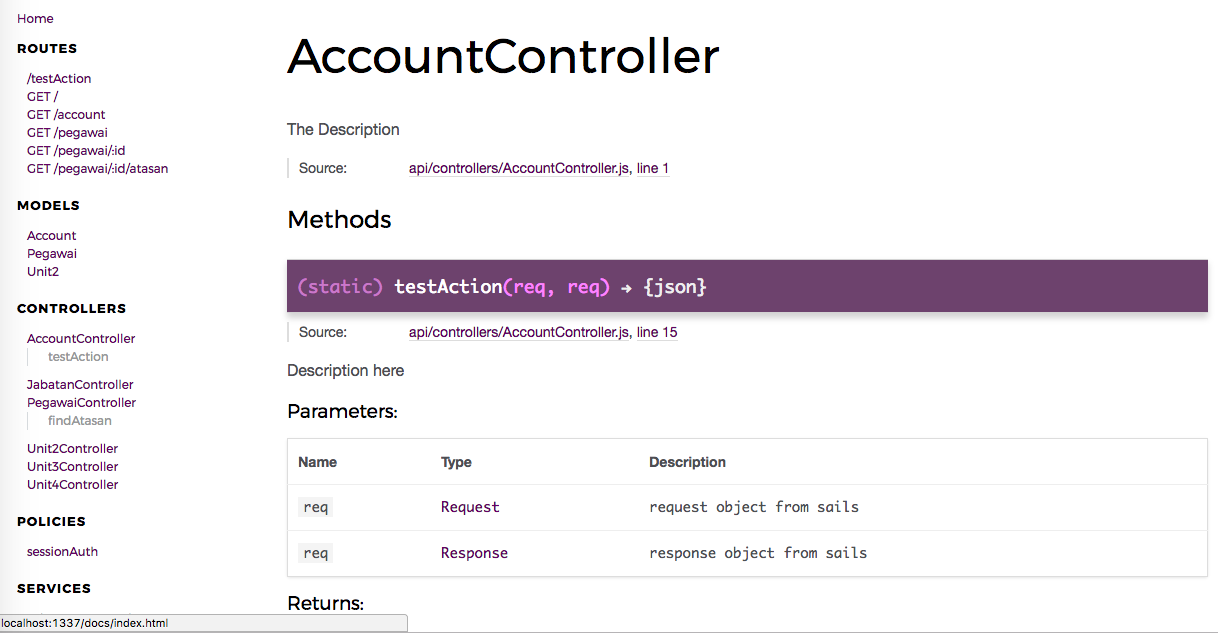 Home
ROUTES
/testAction
GET /
GET /account
GET /pegawai
GET /pegawai/:id
GET /pegawai/:id/atasan
MODELS
Account
Pegawai
Unit2
CONTROLLERS
AccountController
testAction
JabatanController
PegawaiController
findAtasan
Unit2Controller
Unit3Controller
Unit4Controller
POLICIES
sessionAuth
SERVICES
localhost:1337/docs/index.html
AccountController
The Description
Source: api/controllers/AccountController.js, line 1
Methods
(static) testAction(req, req) → {json}
Source: api/controllers/AccountController.js, line 15
Description here
Parameters:
Name Type Description
req Request request object from sails
req Response response object from sails
Returns: